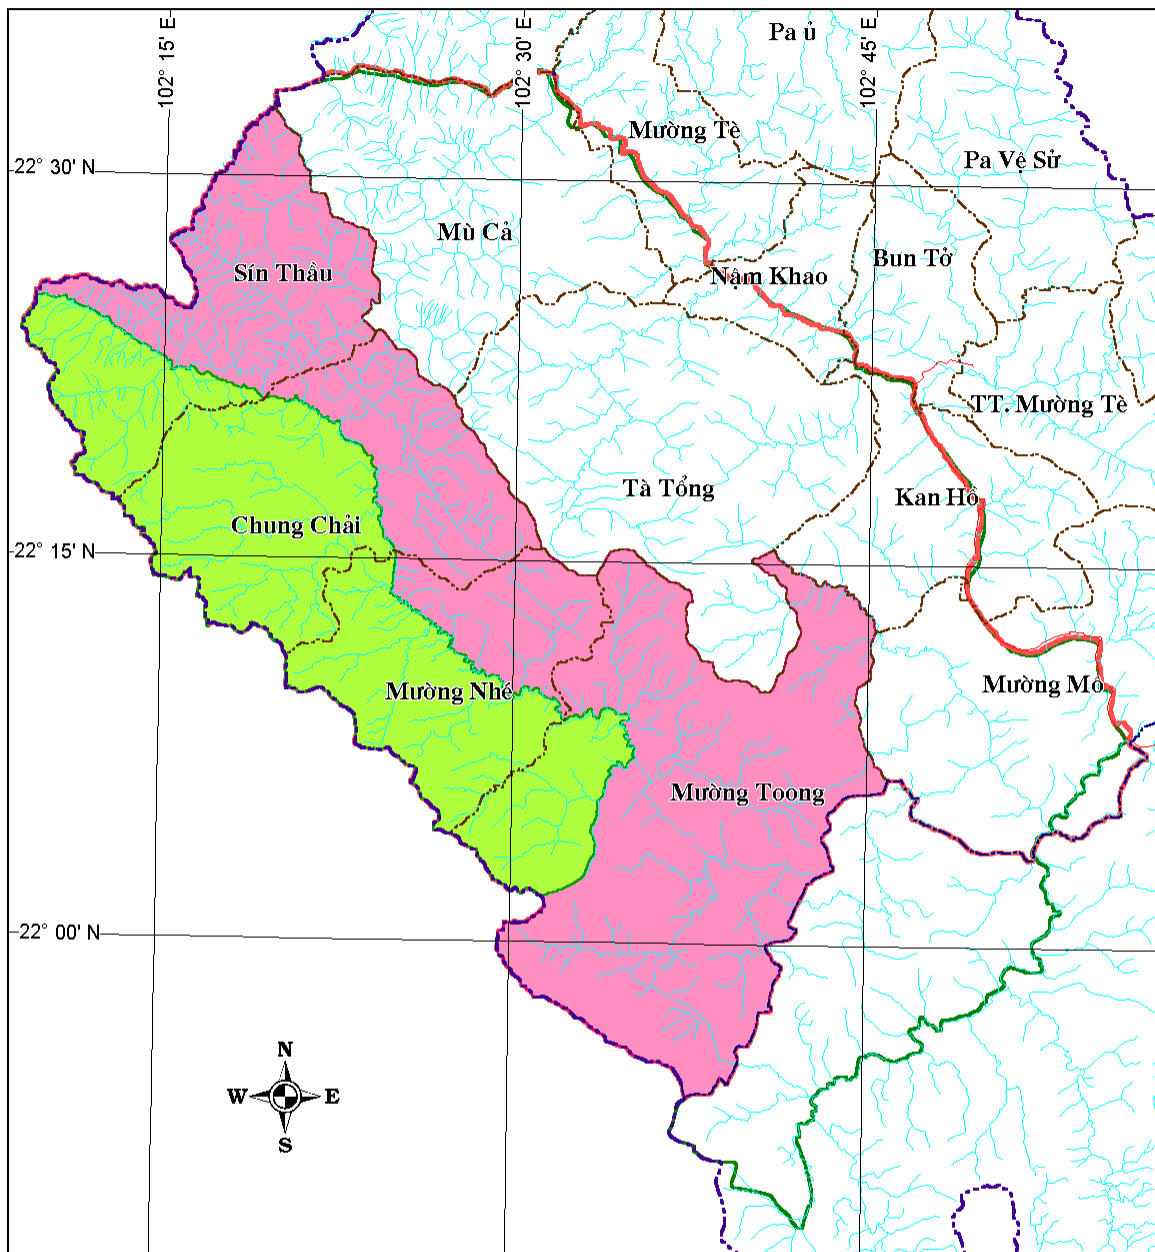 102° 15' E
102° 30' E
102° 45' E
Pa ủ
Mường Tè
22° 30' N
Pa Vệ Sử
Mù Cả
Sín Thầu
Nậm Khao
Bun Tở
TT. Mường Tè
Tà Tổng
Kan Hồ
Chung Chải
22° 15' N
Mường Nhé
Mường Mô
Mường Toong
22° 00' N
N
W
E
S